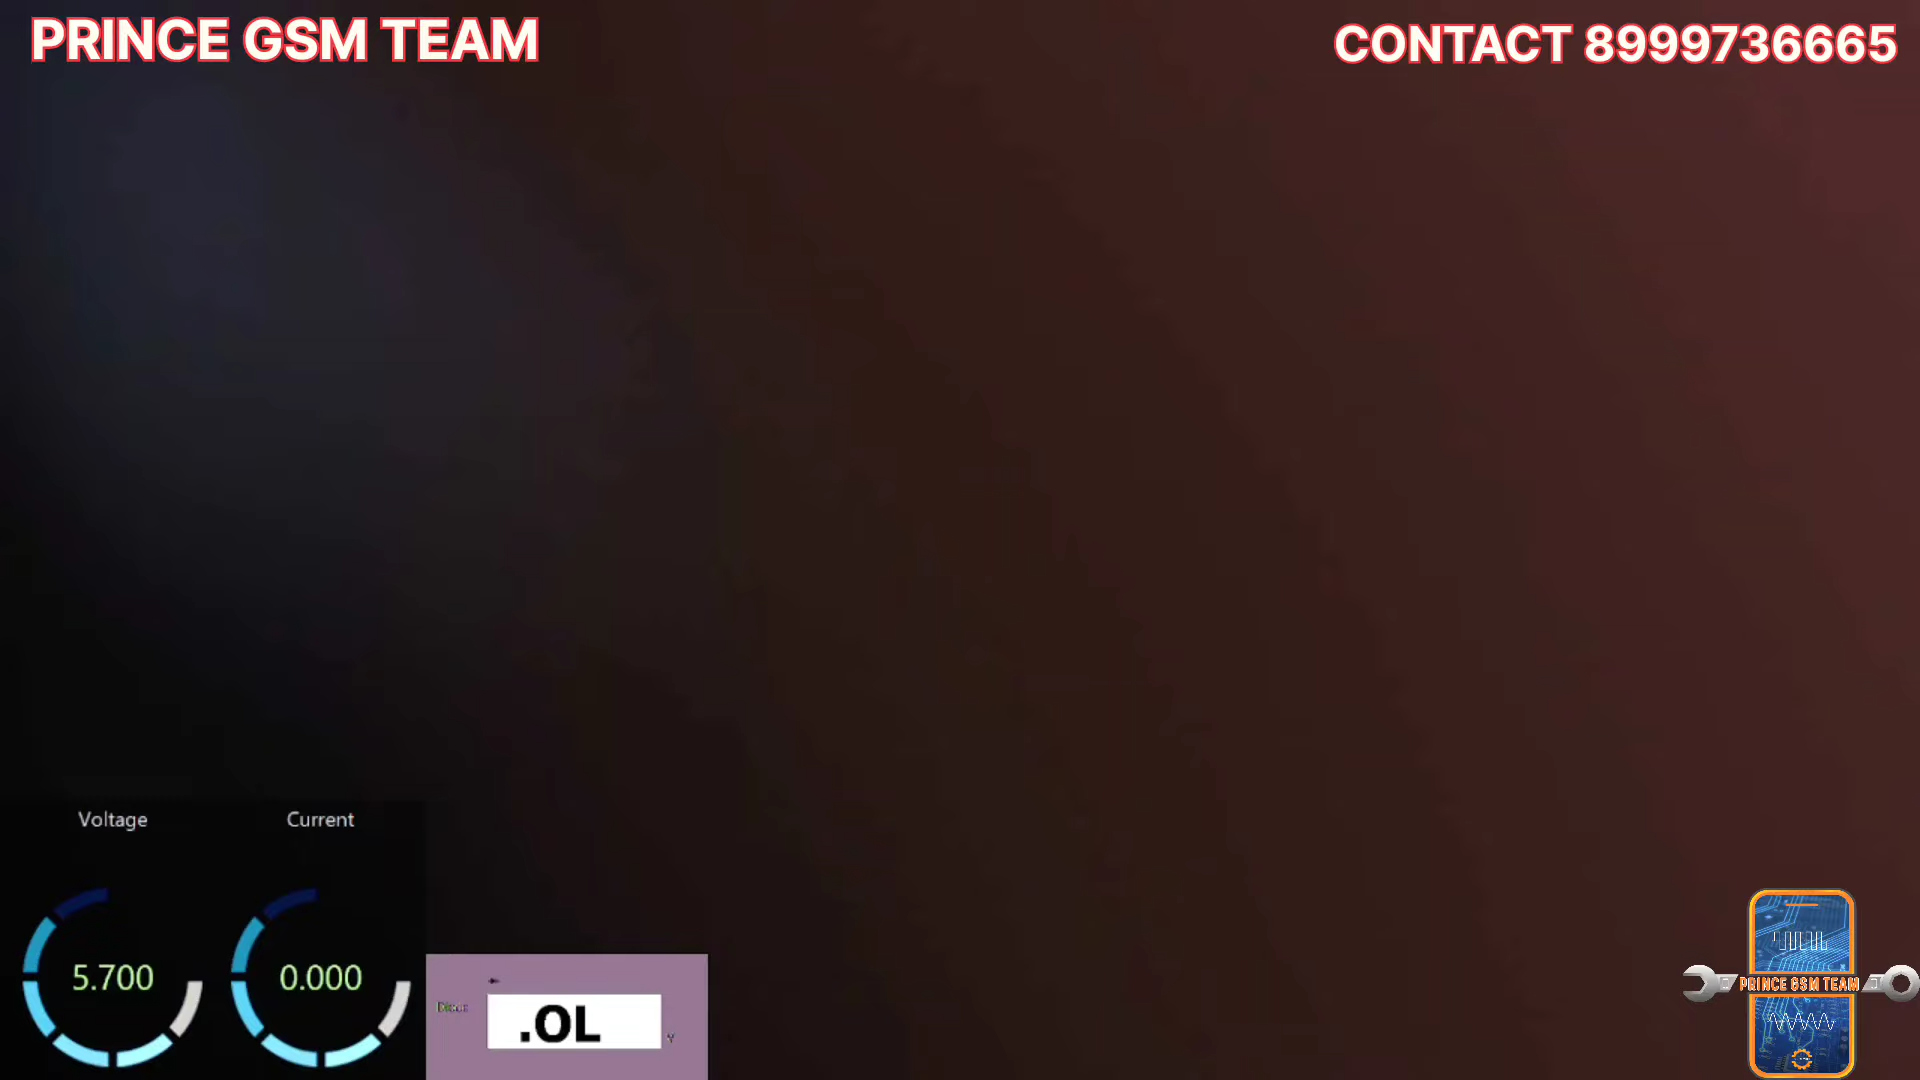 PRINCE GSM TEAM
CONTACT 8999736665
Voltage
Current
5.700
0.000
.OL
V
PRINCE GSM TEAM